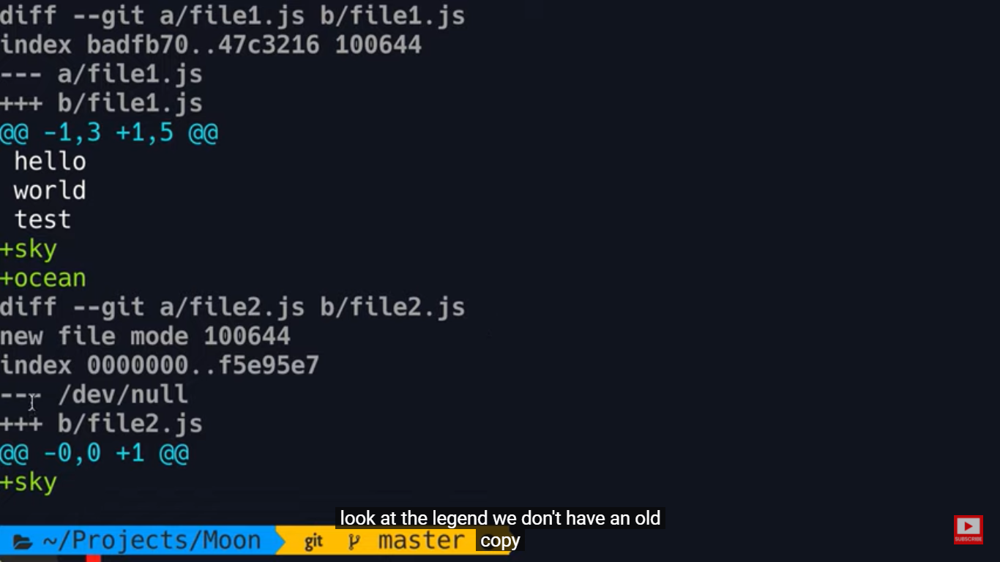 diff --git a/file1.js b/file1.js
index badfb70..47c3216 100644
--- a/file1.js
+++ b/file1.js
@@ -1,3 +1,5 @@
 hello
 world
 test
+sky
+ocean
diff --git a/file2.js b/file2.js
new file mode 100644
index 0000000..f5e95e7
--- /dev/null
+++ b/file2.js
@@ -0,0 +1 @@
+sky
look at the legend we don't have an old
copy
~/Projects/Moon git master
SUBSCRIBE